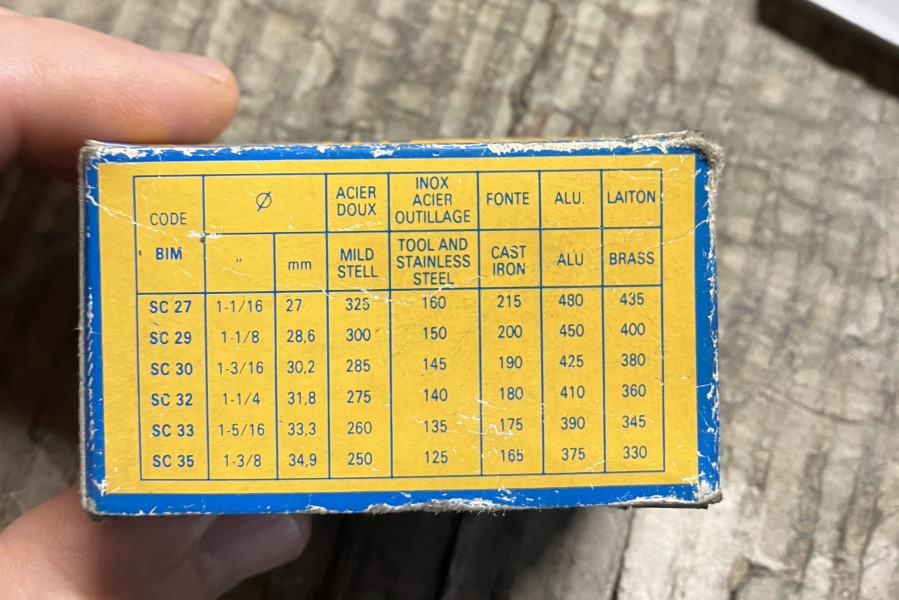 CODE BIM Ø ACIER DOUX INOX ACIER OUTILLAGE FONTE ALU. LAITON
" mm MILD STELL TOOL AND STAINLESS STEEL CAST IRON ALU BRASS
SC 27 1-1/16 27 325 160 215 480 435
SC 29 1-1/8 28,6 300 150 200 450 400
SC 30 1-3/16 30,2 285 145 190 425 380
SC 32 1-1/4 31,8 275 140 180 410 360
SC 33 1-5/16 33,3 260 135 175 390 345
SC 35 1-3/8 34,9 250 125 165 375 330